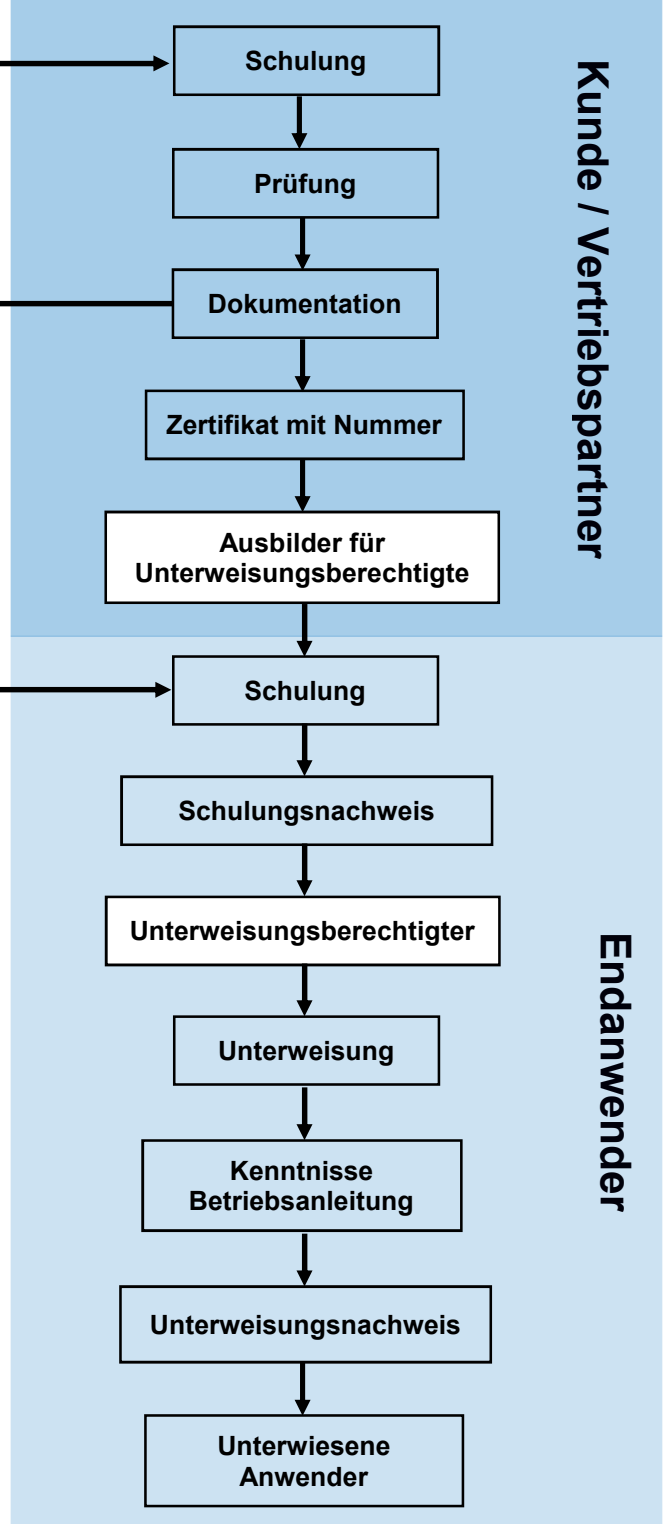 Kunde / Vertriebspartner
Schulung
Prüfung
Dokumentation
Zertifikat mit Nummer
Ausbilder für
Unterweisungsberechtigte
Endanwender
Schulung
Schulungsnachweis
Unterweisungsberechtigter
Unterweisung
Kenntnisse
Betriebsanleitung
Unterweisungsnachweis
Unterwiesene
Anwender